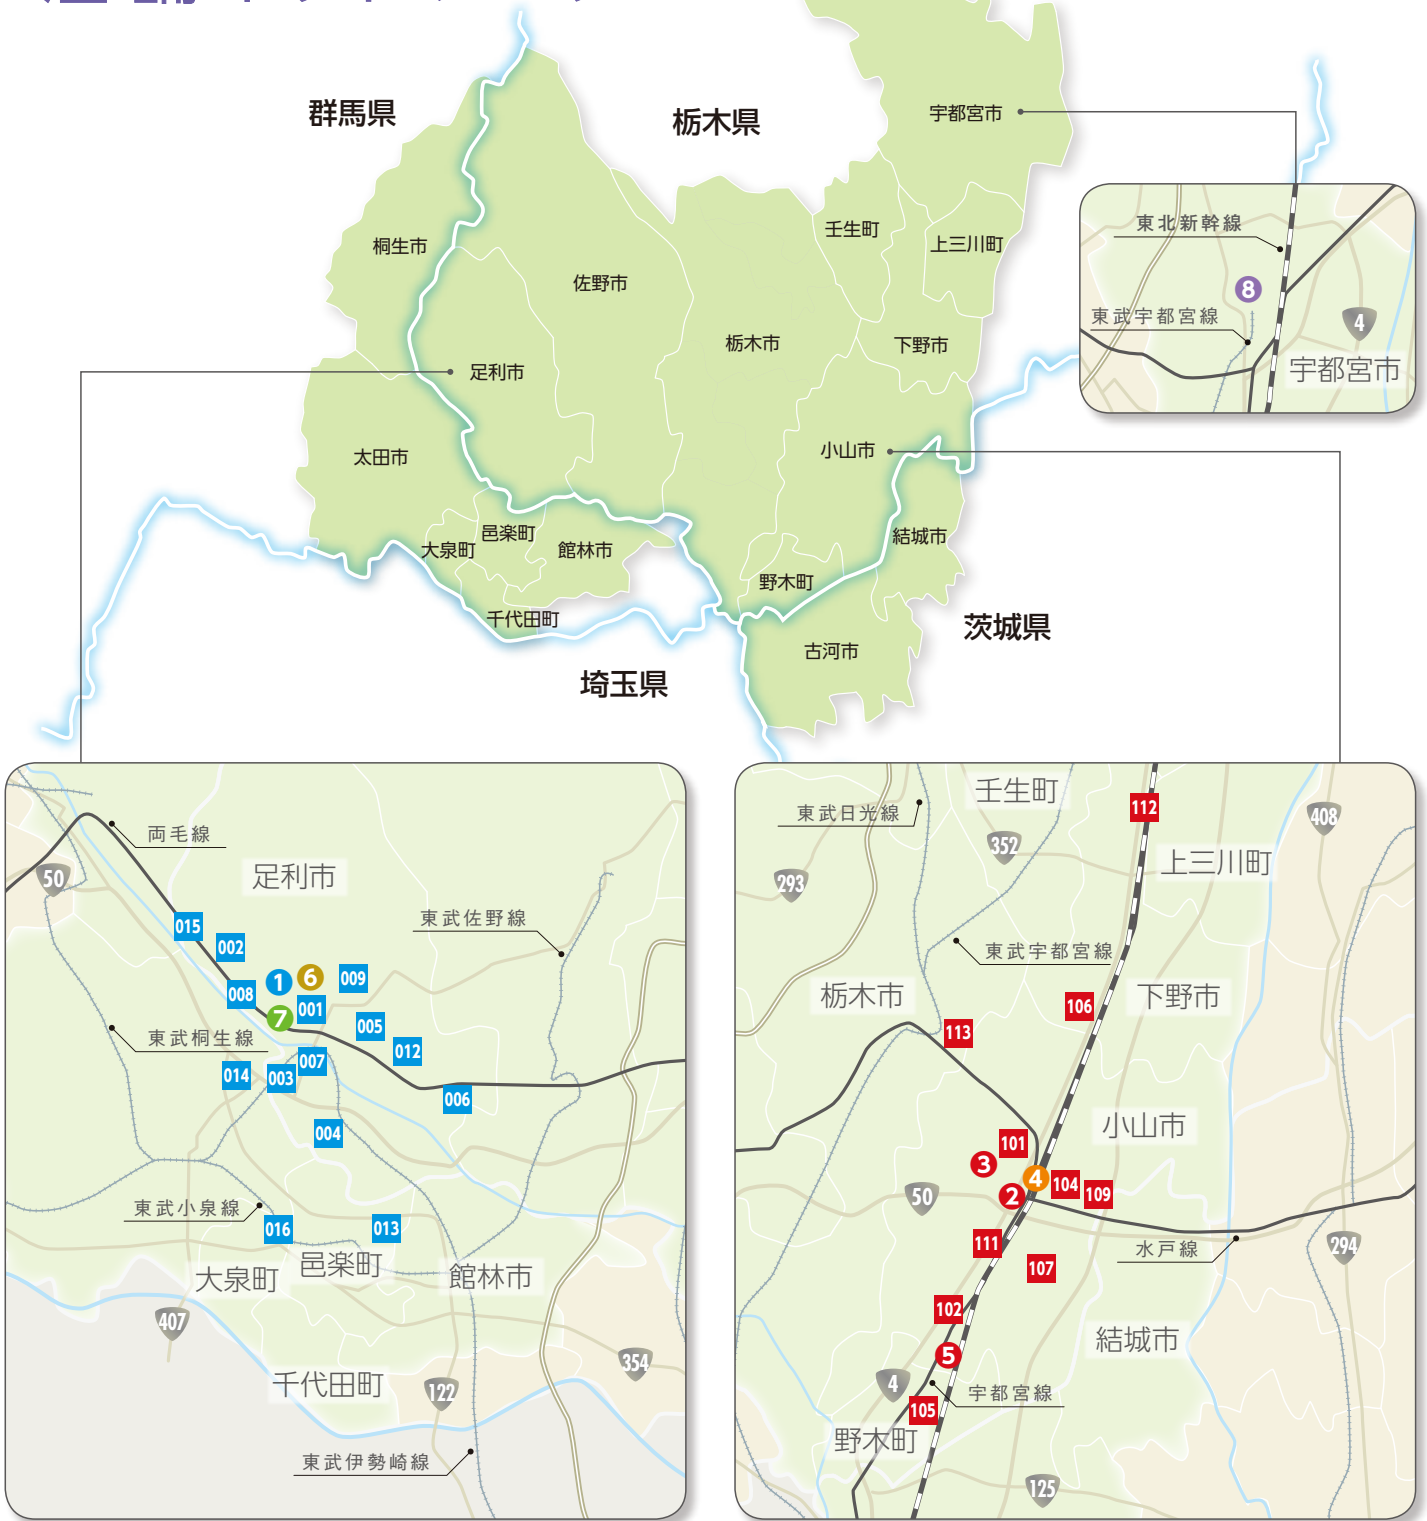 群馬県
栃木県
宇都宮市
壬生町
上三川町
桐生市
佐野市
栃木市
下野市
足利市
小山市
太田市
邑楽町
大泉町
館林市
結城市
野木町
千代田町
古河市
茨城県
埼玉県
東北新幹線
8
東武宇都宮線
4
宇都宮市
両毛線
足利市
50
東武佐野線
015
002
1
6
009
008
001
7
005
東武桐生線
012
007
014
003
006
004
東武小泉線
016
013
邑楽町
大泉町
館林市
407
354
千代田町
122
東武伊勢崎線
壬生町
東武日光線
112
408
352
上三川町
293
東武宇都宮線
栃木市
106
下野市
113
小山市
101
3
4
104
109
2
50
111
水戸線
294
107
102
結城市
5
4
宇都宮線
105
野木町
125